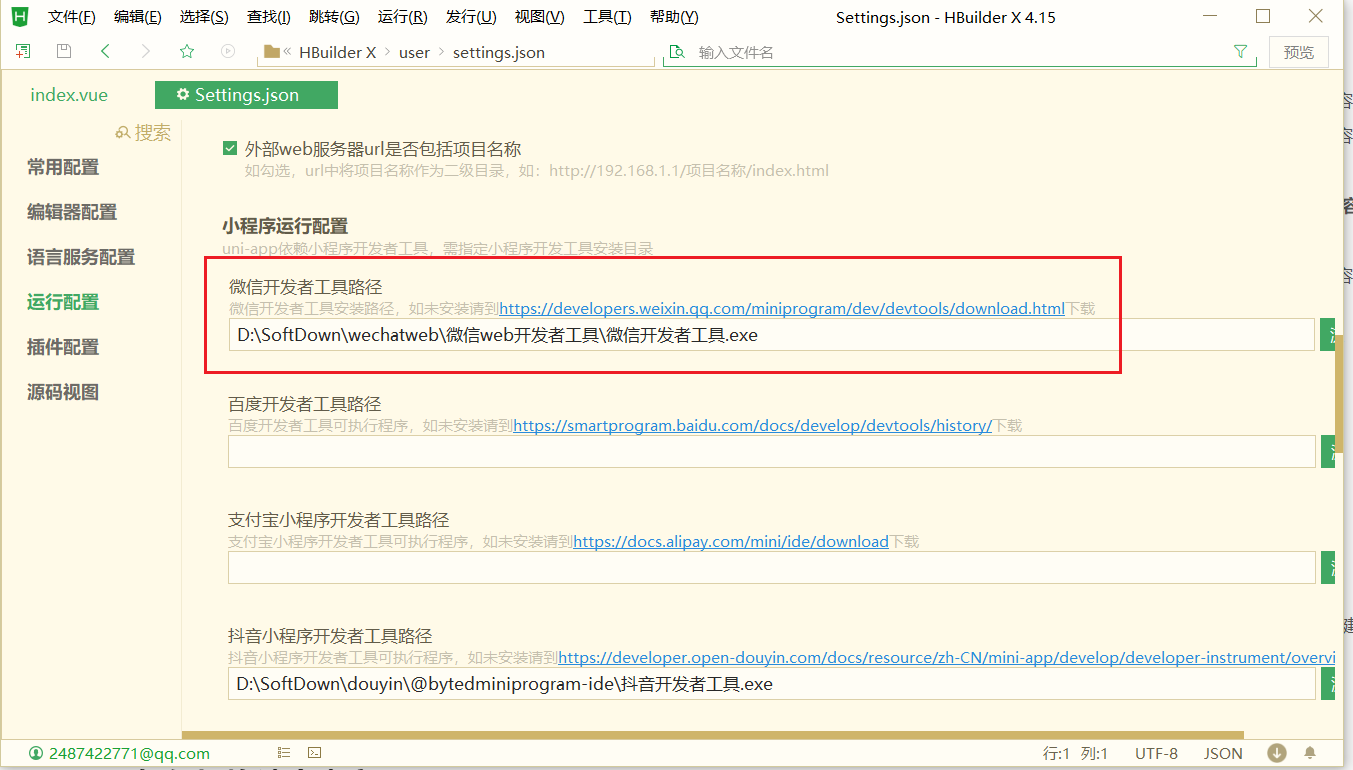 文件(F) 编辑(E) 选择(S) 查找(I) 跳转(G) 运行(R) 发行(U) 视图(V) 工具(T) 帮助(Y) Settings.json - HBuilder X 4.15
HBuilder X user settings.json 输入文件名 预览
index.vue Settings.json
搜索
常用配置
编辑器配置
语言服务配置
运行配置
插件配置
源码视图
外部web服务器url是否包括项目名称
如勾选，url中将项目名称作为二级目录，如：http://192.168.1.1/项目名称/index.html
小程序运行配置
uni-app依赖小程序开发者工具，需指定小程序开发工具安装目录
微信开发者工具路径
微信开发者工具安装路径，如未安装请到https://developers.weixin.qq.com/miniprogram/dev/devtools/download.html下载
D:\SoftDown\wechatweb\微信web开发者工具\微信开发者工具.exe
百度开发者工具路径
百度开发者工具可执行程序，如未安装请到https://smartprogram.baidu.com/docs/develop/devtools/history/下载
支付宝小程序开发者工具路径
支付宝小程序开发者工具可执行程序，如未安装请到https://docs.alipay.com/mini/ide/download下载
抖音小程序开发者工具路径
抖音小程序开发者工具可执行程序，如未安装请到https://developer.open-douyin.com/docs/resource/zh-CN/mini-app/develop/developer-instrument/overvi
D:\SoftDown\douyin\@bytedminiprogram-ide\抖音开发者工具.exe
2487422771@qq.com 行:1 列:1 UTF-8 JSON